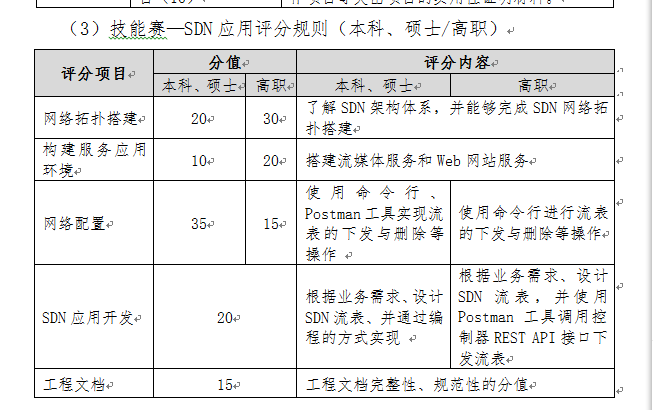 （3）技能赛—SDN 应用评分规则（本科、硕士/高职）
评分项目 分值 评分内容
本科、硕士 高职 本科、硕士 高职
网络拓扑搭建 20 30 了解 SDN 架构体系，并能够完成 SDN 网络拓
扑搭建
构建服务应用
环境 10 20 搭建流媒体服务和 Web 网站服务
网络配置 35 15
使用命令行、
Postman 工具实现流
表的下发与删除等
操作
使用命令行进行流表
的下发与删除等操作
SDN 应用开发 20
根据业务需求、设计
SDN 流表、并通过编
程的方式实现
根据业务需求、设计
SDN 流表，并使用
Postman 工具调用控
制器 REST API 接口下
发流表
工程文档 15 工程文档完整性、规范性的分值